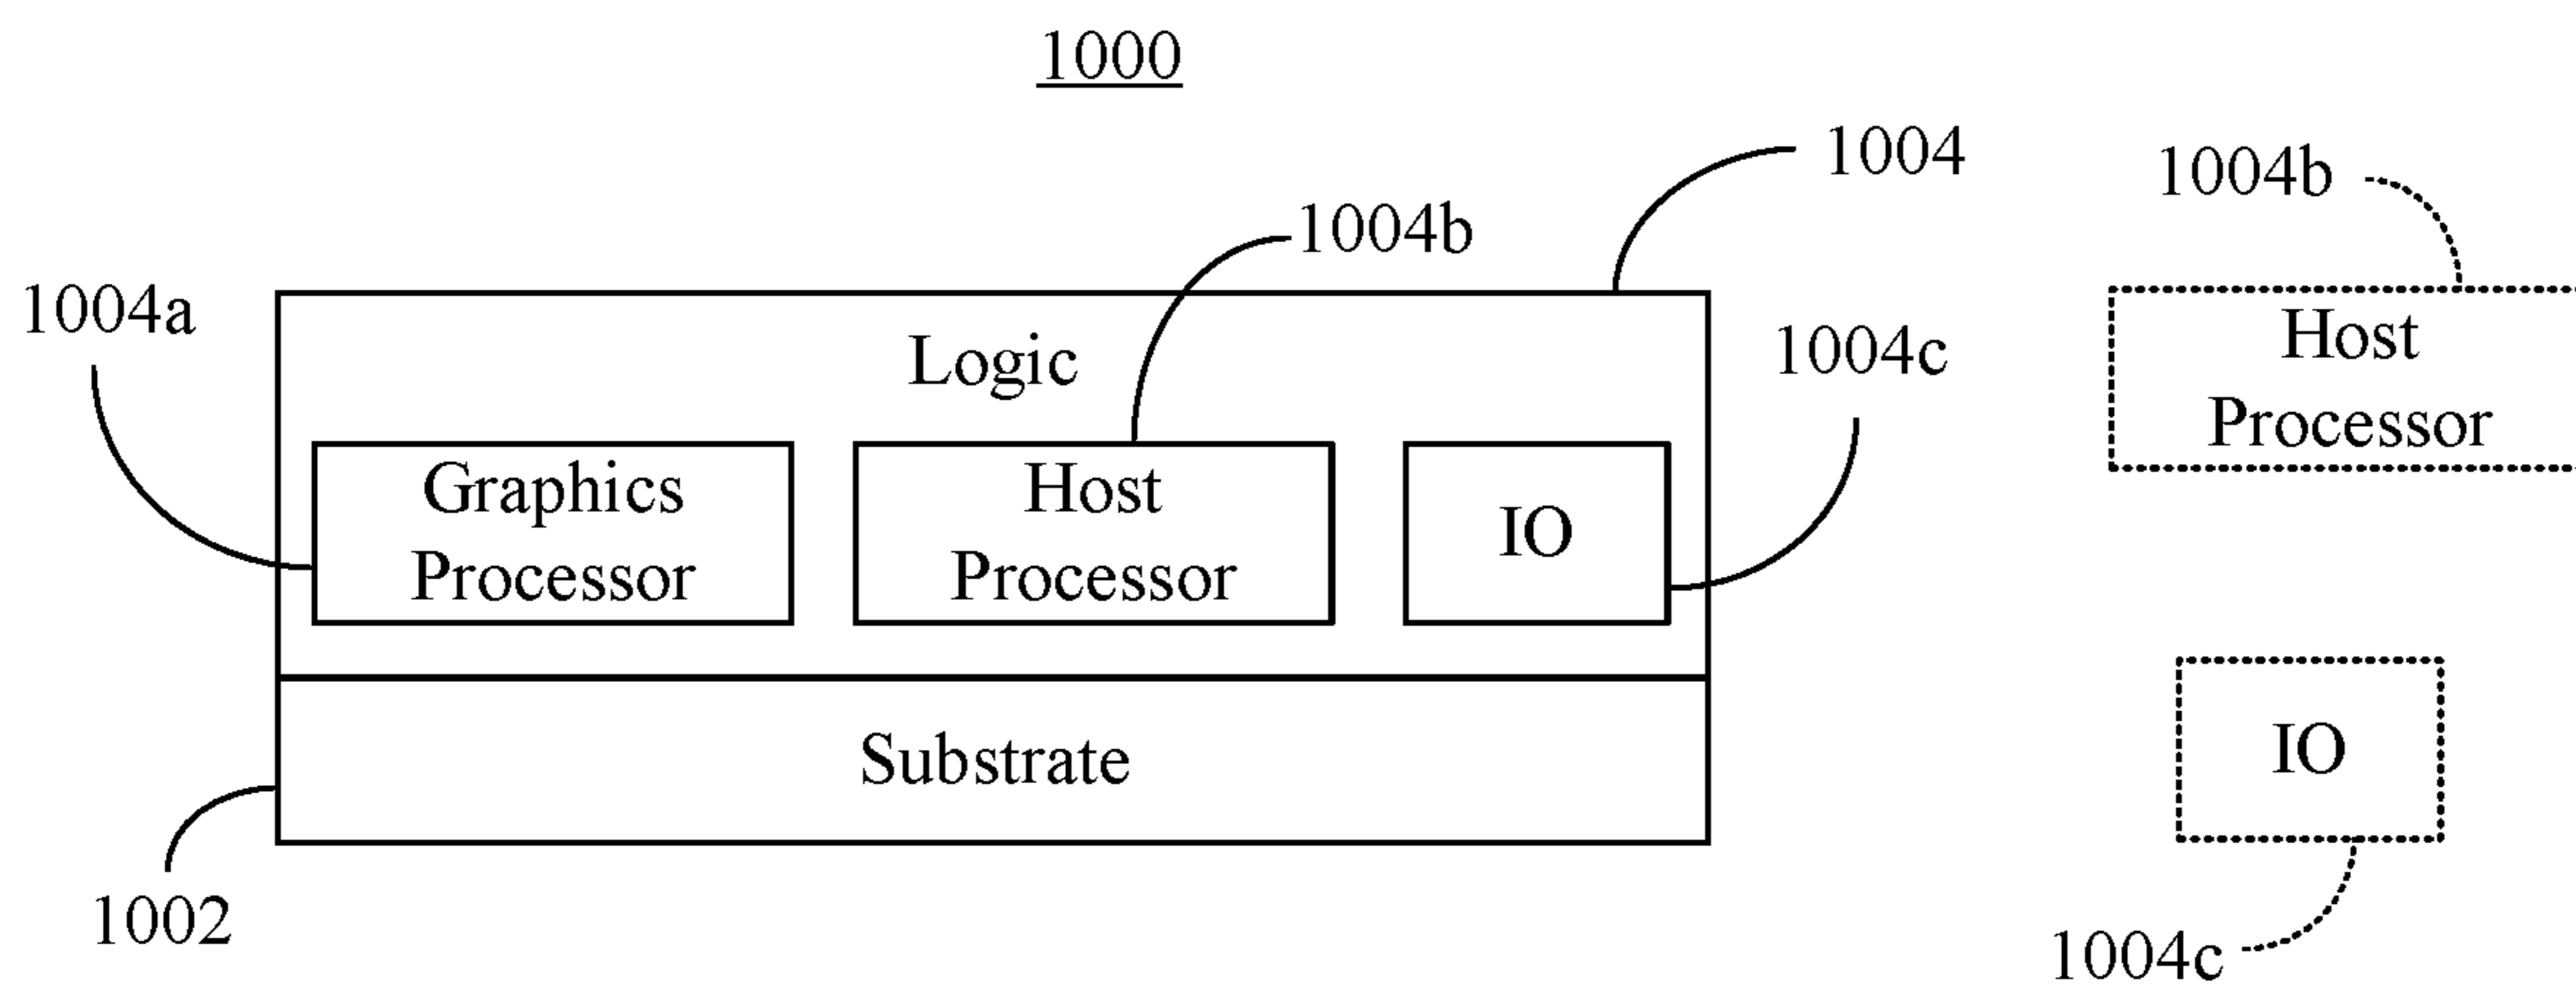 1000
1004
1004b
1004b
1004a
Logic
1004c
Host
Processor
Graphics
Processor
Host
Processor
IO
Substrate
IO
1002
1004c